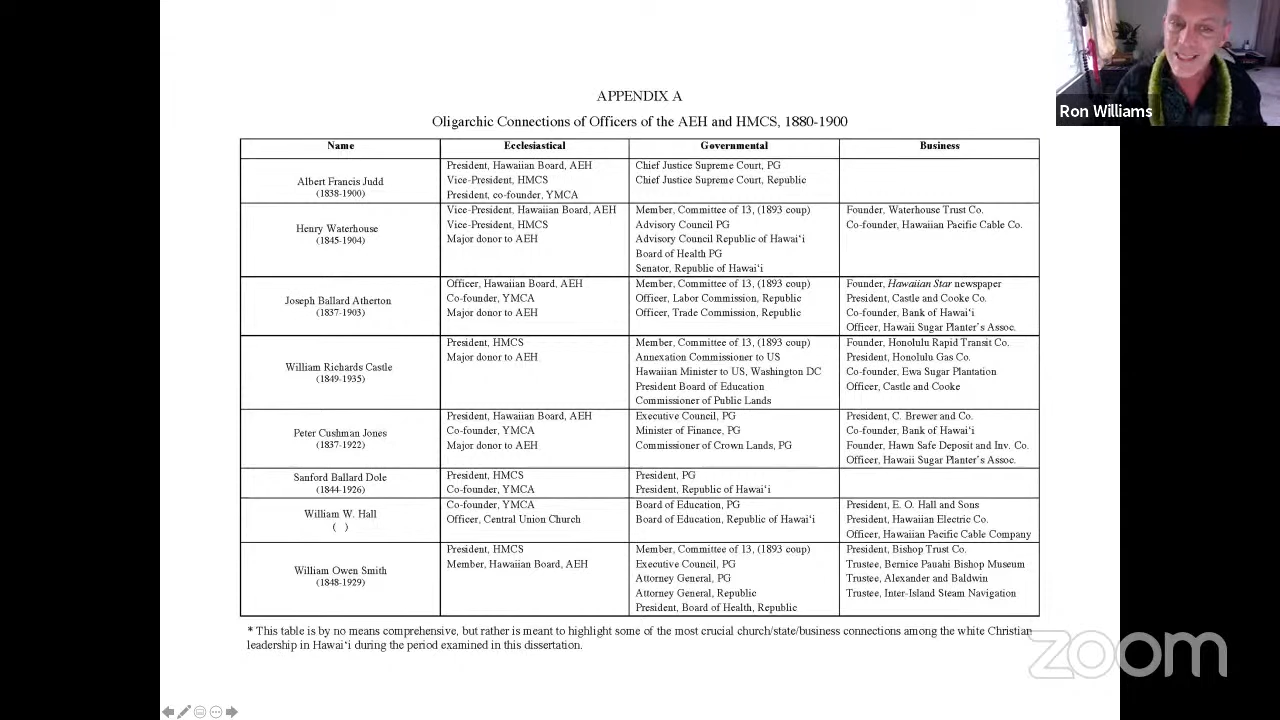 APPENDIX A
Oligarchic Connections of Officers of the AEH and HMCS, 1880-1900
Name
Ecclesiastical
Governmental
Business
Albert Francis Judd
(1838-1900)
President, Hawaiian Board, AEH
Vice-President, HMCS
President, co-founder, YMCA
Chief Justice Supreme Court, PG
Chief Justice Supreme Court, Republic
Henry Waterhouse
(1845-1904)
Vice-President, Hawaiian Board, AEH
Vice-President, HMCS
Major donor to AEH
Member, Committee of 13, (1893 coup)
Advisory Council PG
Advisory Council Republic of Hawaiʻi
Board of Health PG
Senator, Republic of Hawaiʻi
Founder, Waterhouse Trust Co.
Co-founder, Hawaiian Pacific Cable Co.
Joseph Ballard Atherton
(1837-1903)
Officer, Hawaiian Board, AEH
Co-founder, YMCA
Major donor to AEH
Member, Committee of 13, (1893 coup)
Officer, Labor Commission, Republic
Officer, Trade Commission, Republic
Founder, Hawaiian Star newspaper
President, Castle and Cooke Co.
Co-founder, Bank of Hawaiʻi
Officer, Hawaii Sugar Planter's Assoc.
William Richards Castle
(1849-1935)
President, HMCS
Major donor to AEH
Member, Committee of 13, (1893 coup)
Annexation Commissioner to US
Hawaiian Minister to US, Washington DC
President Board of Education
Commissioner of Public Lands
Founder, Honolulu Rapid Transit Co.
President, Honolulu Gas Co.
Co-founder, Ewa Sugar Plantation
Officer, Castle and Cooke
Peter Cushman Jones
(1837-1922)
President, Hawaiian Board, AEH
Co-founder, YMCA
Major donor to AEH
Executive Council, PG
Minister of Finance, PG
Commissioner of Crown Lands, PG
President, C. Brewer and Co.
Co-founder, Bank of Hawaiʻi
Founder, Hawn Safe Deposit and Inv. Co.
Officer, Hawaii Sugar Planter's Assoc.
Sanford Ballard Dole
(1844-1926)
President, HMCS
Co-founder, YMCA
President, PG
President, Republic of Hawaiʻi
William W. Hall
( )
Co-founder, YMCA
Officer, Central Union Church
Board of Education, PG
Board of Education, Republic of Hawaiʻi
President, E. O. Hall and Sons
President, Hawaiian Electric Co.
Officer, Hawaiian Pacific Cable Company
William Owen Smith
(1848-1929)
President, HMCS
Member, Hawaiian Board, AEH
Member, Committee of 13, (1893 coup)
Executive Council, PG
Attorney General, PG
Attorney General, Republic
President, Board of Health, Republic
President, Bishop Trust Co.
Trustee, Bernice Pauahi Bishop Museum
Trustee, Alexander and Baldwin
Trustee, Inter-Island Steam Navigation
* This table is by no means comprehensive, but rather is meant to highlight some of the most crucial church/state/business connections among the white Christian
leadership in Hawaiʻi during the period examined in this dissertation.
Ron Williams
zoom